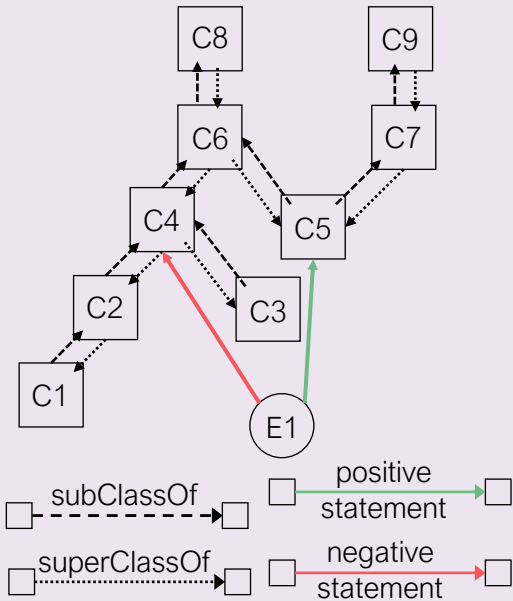 C8
C9
C6
C7
C4
C5
C2
C3
C1
E1
subClassOf
positive
statement
superClassOf
negative
statement